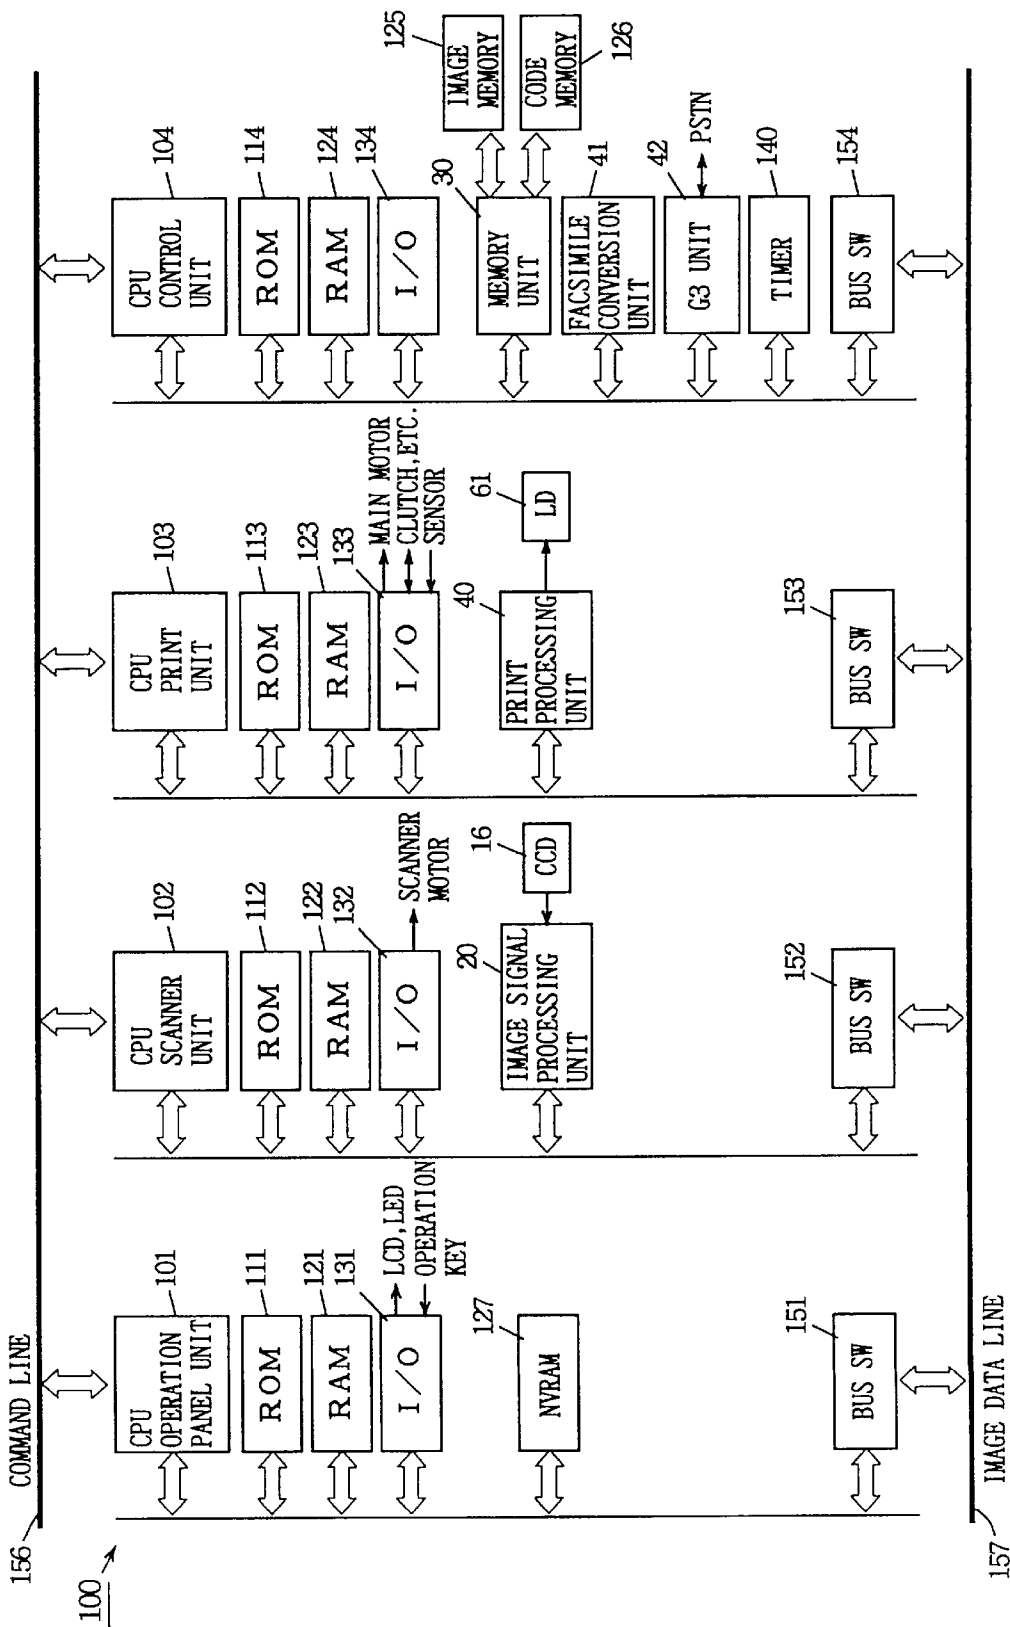 100
156
COMMAND LINE
CPU
OPERATION
PANEL UNIT
101
ROM
111
RAM
121
I/O
131
LCD,LED
OPERATION
KEY
NVRAM
127
BUS SW
151
CPU
SCANNER
UNIT
102
ROM
112
RAM
122
I/O
132
SCANNER
MOTOR
IMAGE SIGNAL
PROCESSING
UNIT
20
CCD
16
BUS SW
152
CPU
PRINT
UNIT
103
ROM
113
RAM
123
I/O
133
MAIN MOTOR
CLUTCH,ETC.
SENSOR
PRINT
PROCESSING
UNIT
40
LD
61
BUS SW
153
CPU
CONTROL
UNIT
104
ROM
114
RAM
124
I/O
134
MEMORY
UNIT
30
IMAGE
MEMORY
125
CODE
MEMORY
126
FACSIMILE
CONVERSION
UNIT
41
G3 UNIT
42
PSTN
TIMER
140
BUS SW
154
157
IMAGE DATA LINE